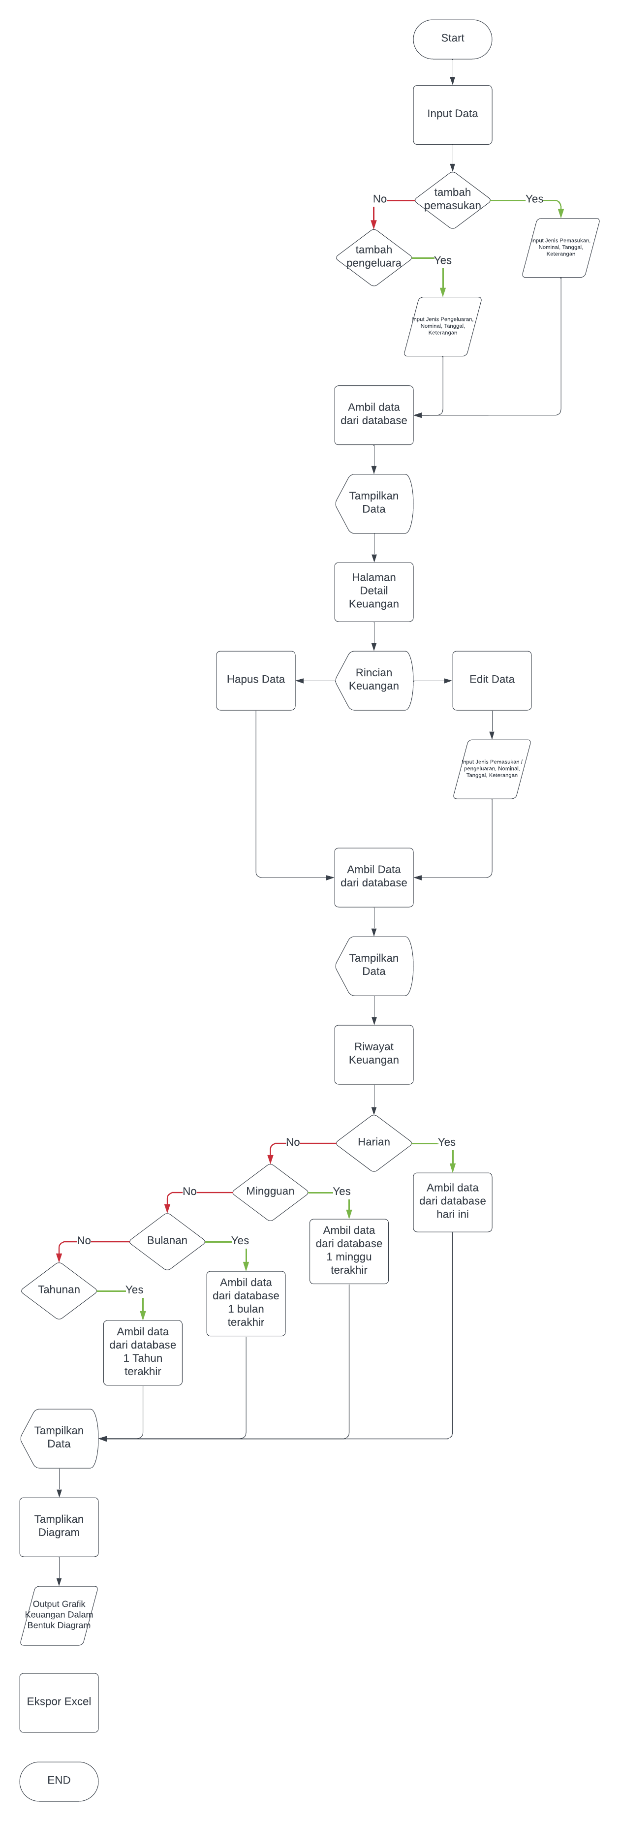 Start
Input Data
tambah
pemasukan
No
Yes
tambah
pengeluara
Yes
Input Jenis Pemasukan,
Nominal, Tanggal,
Keterangan
Input Jenis Pengeluaran,
Nominal, Tanggal,
Keterangan
Ambil data
dari database
Tampilkan
Data
Halaman
Detail
Keuangan
Hapus Data
Rincian
Keuangan
Edit Data
Input Jenis Pemasukan /
pengeluaran, Nominal,
Tanggal, Keterangan
Ambil Data
dari database
Tampilkan
Data
Riwayat
Keuangan
Harian
No
Yes
Ambil data
dari database
hari ini
Mingguan
No
Yes
Ambil data
dari database
1 minggu
terakhir
Bulanan
No
Yes
Ambil data
dari database
1 bulan
terakhir
Tahunan
Yes
Ambil data
dari database
1 Tahun
terakhir
Tampilkan
Data
Tamplikan
Diagram
Output Grafik
Keuangan Dalam
Bentuk Diagram
Ekspor Excel
END